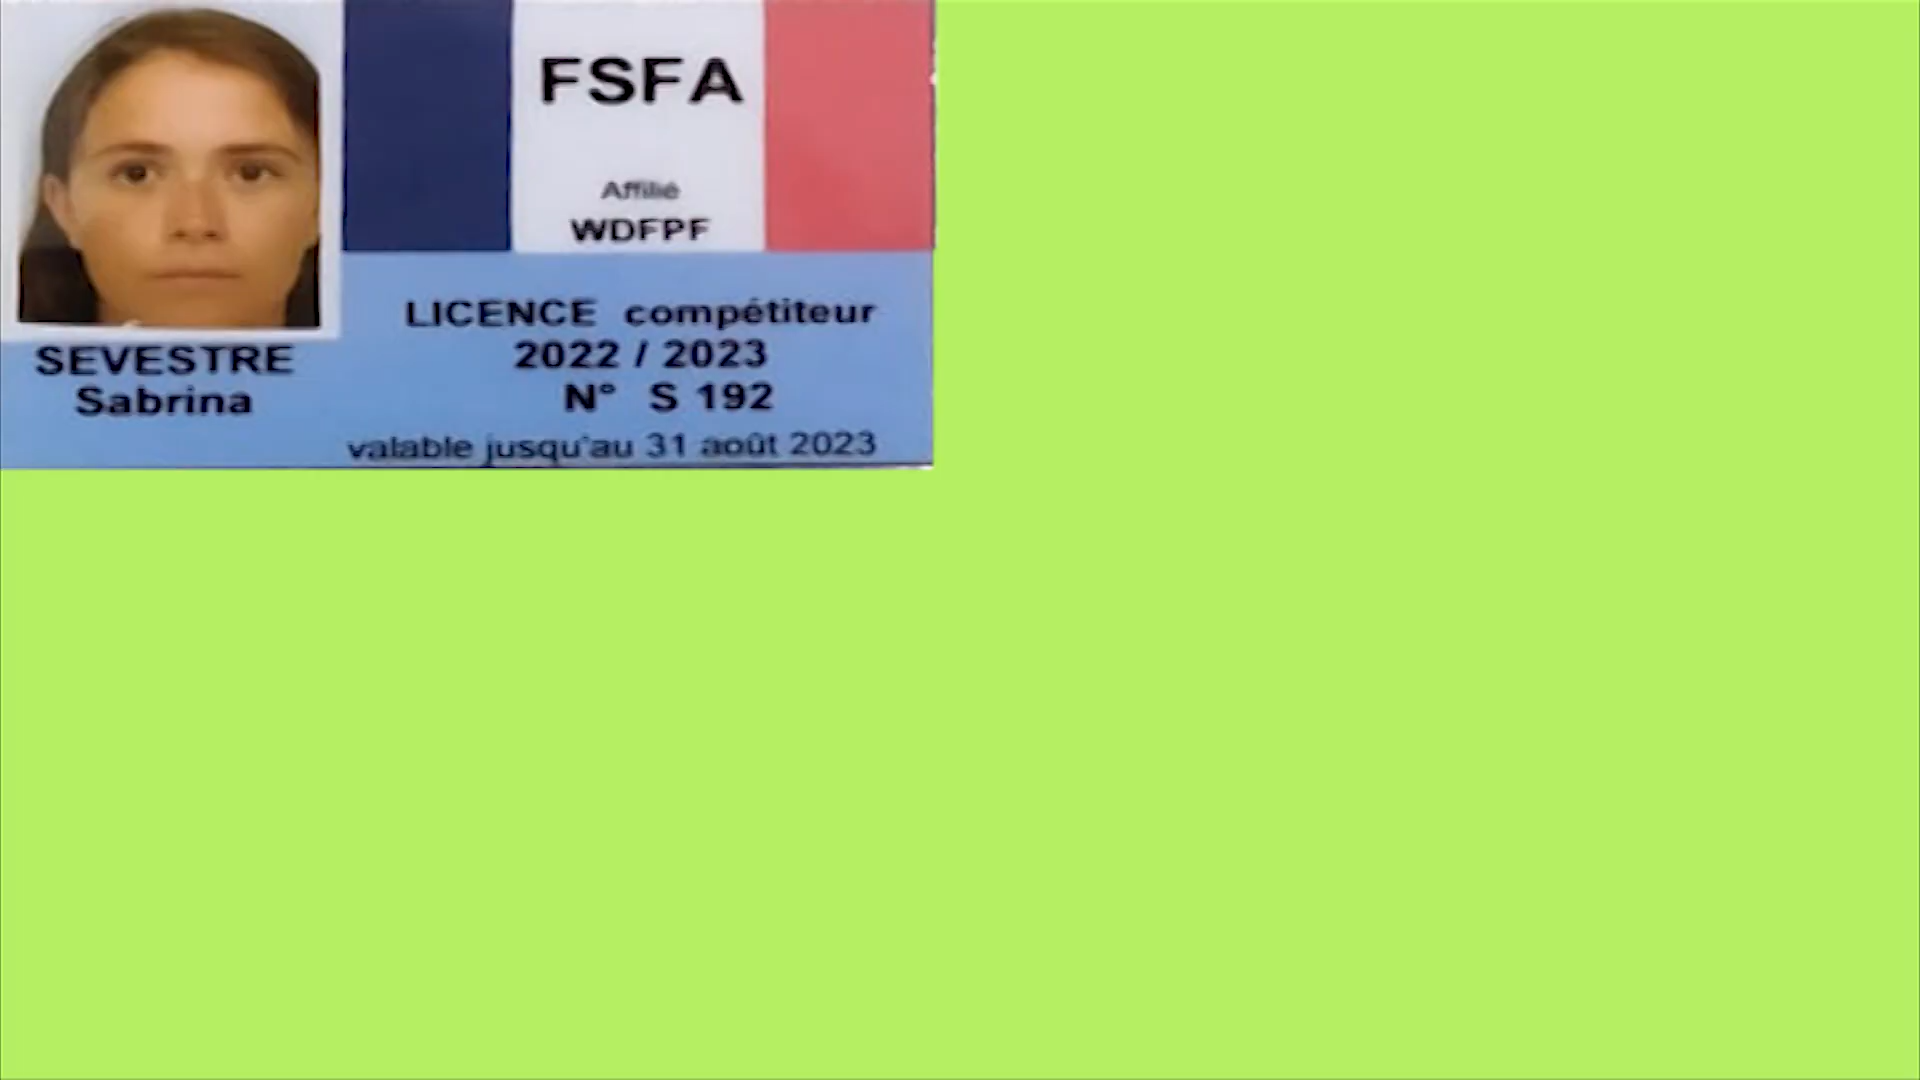 FSFA
Affilié
WDFPF
LICENCE compétiteur
2022 / 2023
N° S 192
valable jusqu'au 31 août 2023
SEVESTRE
Sabrina